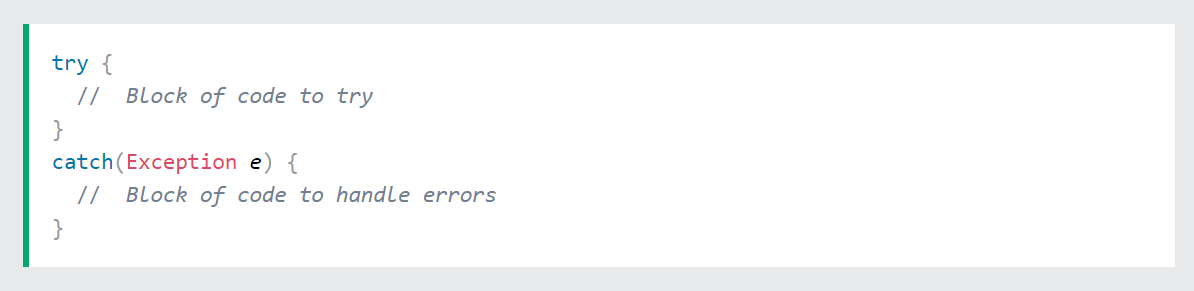 try {
  //  Block of code to try
}
catch(Exception e) {
  //  Block of code to handle errors
}